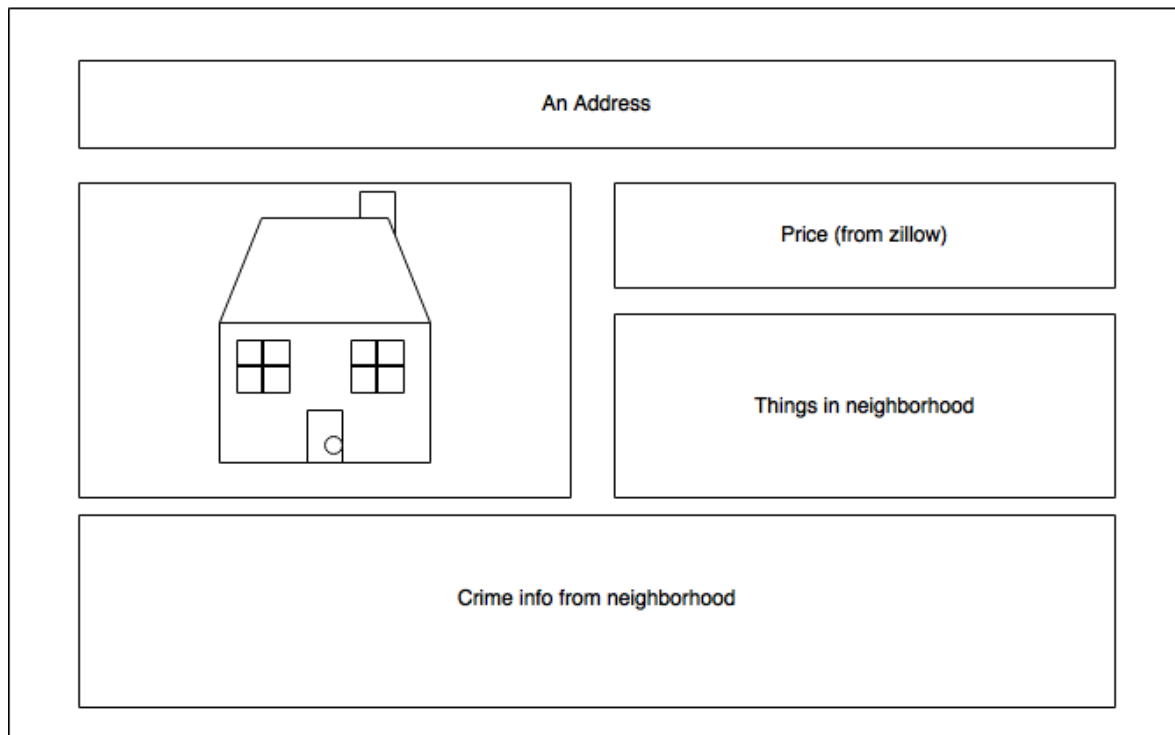 An Address
Price (from zillow)
Things in neighborhood
Crime info from neighborhood